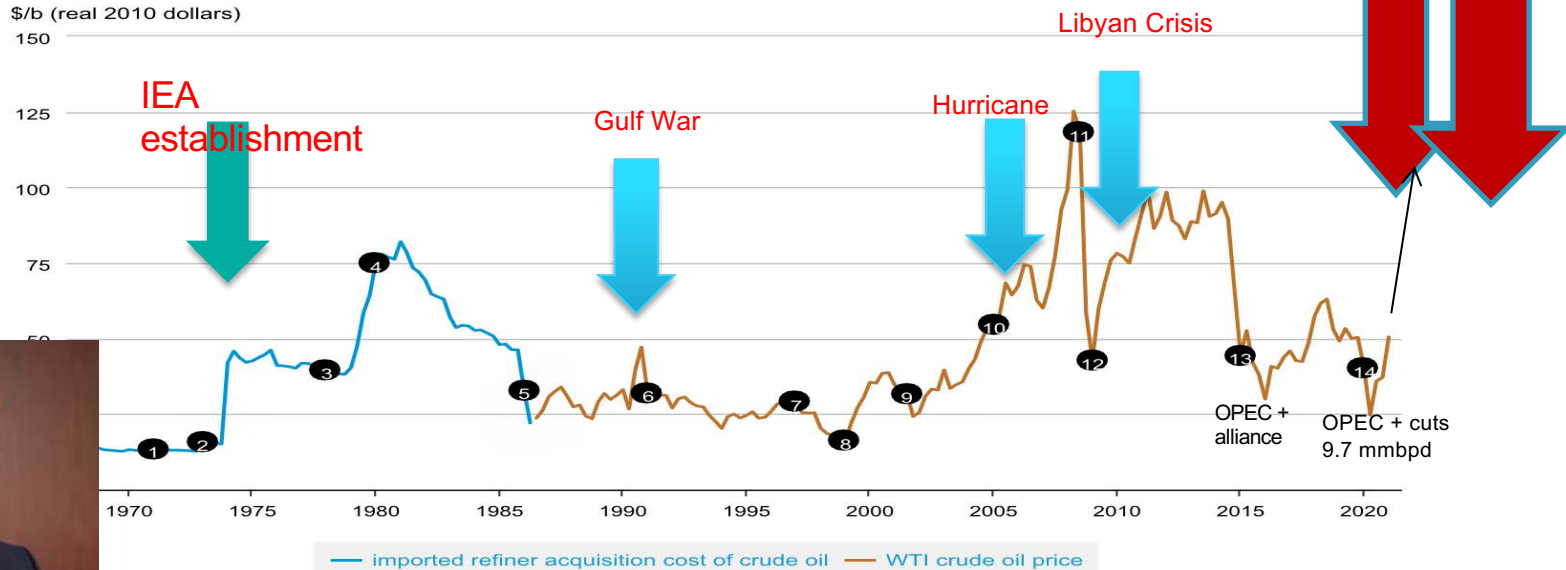 $/b (real 2010 dollars)
150
125
100
75
50
IEA
establishment
Gulf War
Hurricane
Libyan Crisis
1
2
3
4
5
6
7
8
9
10
11
12
13
14
OPEC +
alliance
OPEC + cuts
9.7 mmbpd
1970 1975 1980 1985 1990 1995 2000 2005 2010 2015 2020
imported refiner acquisition cost of crude oil WTI crude oil price